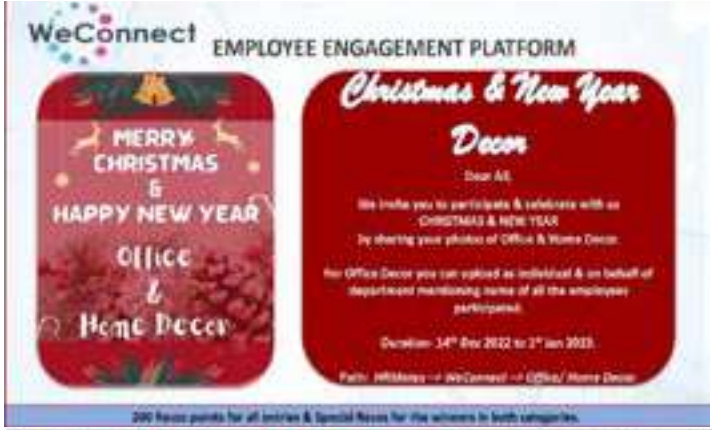 WeConnect
EMPLOYEE ENGAGEMENT PLATFORM
MERRY
CHRISTMAS
&
HAPPY NEW YEAR
Office
&
Home Decor
Christmas & New Year
Decor
Dear All,
We invite you to participate & celebrate with us
CHRISTMAS & NEW YEAR
by sharing your photos of Office & Home Decor.
For Office Decor you can upload as individual & on behalf of
department mentioning name of all the employees
participated.
Duration- 14th Dec 2022 to 1st Jan 2023.
Path: → WeConnect → Office/ Home Decor
200 points for all entries & Special for the winners in both categories.